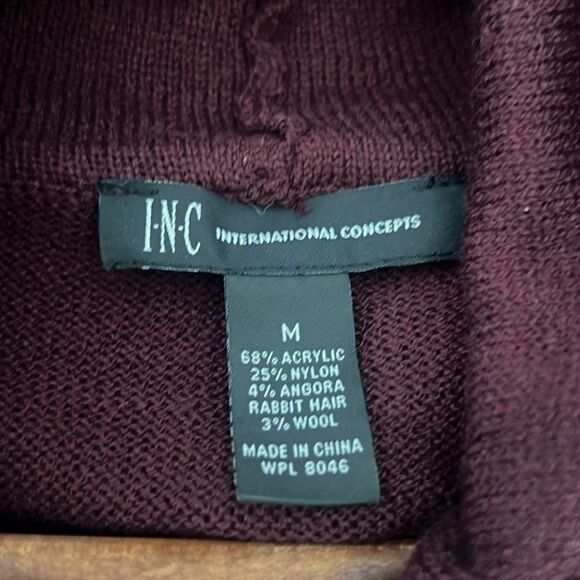 I·N·C INTERNATIONAL CONCEPTS
M
68% ACRYLIC
25% NYLON
4% ANGORA
RABBIT HAIR
3% WOOL
MADE IN CHINA
WPL 8046